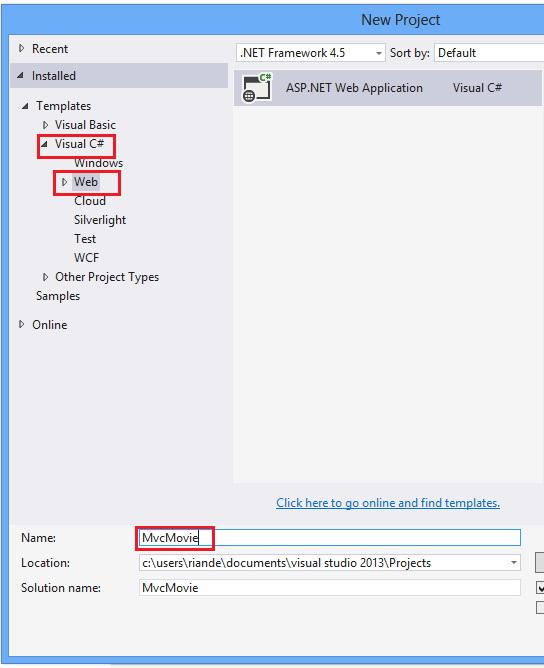 New Project
Recent
Installed
Templates
Visual Basic
Visual C#
Windows
Web
Cloud
Silverlight
Test
WCF
Other Project Types
Samples
Online
.NET Framework 4.5 Sort by: Default
ASP.NET Web Application Visual C#
Click here to go online and find templates.
Name: MvcMovie
Location: c:\users\riande\documents\visual studio 2013\Projects
Solution name: MvcMovie